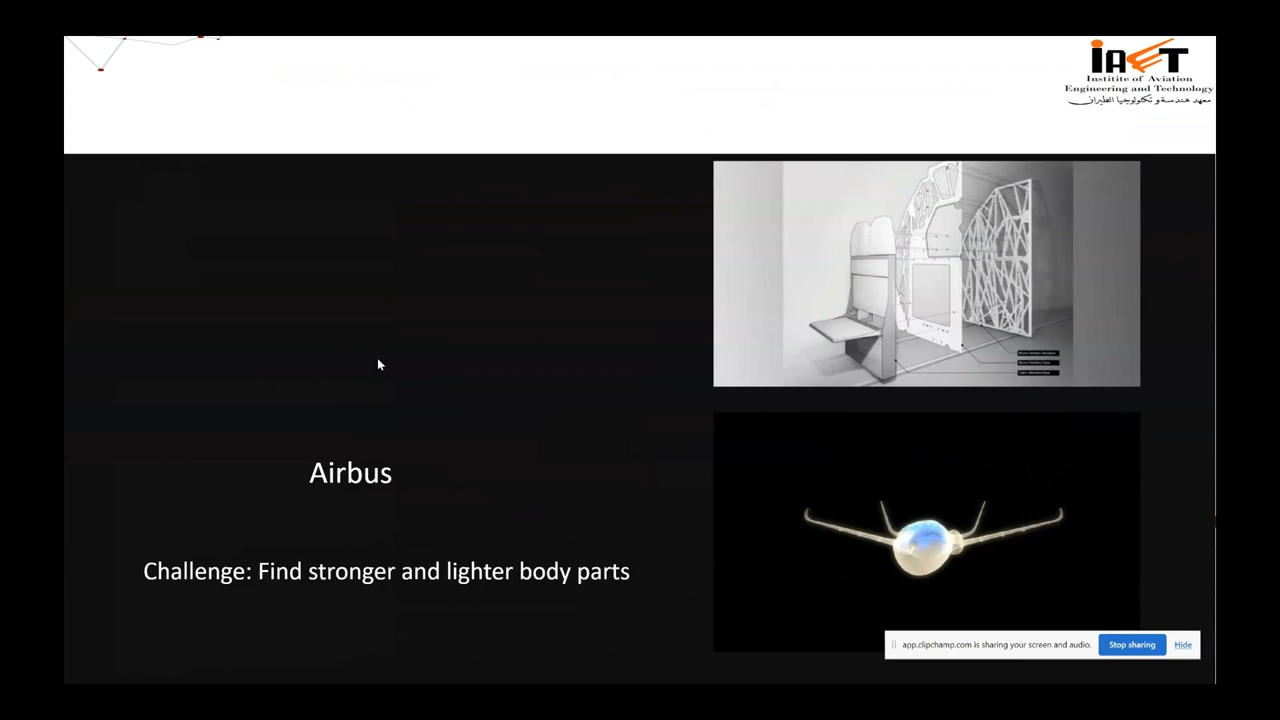 IAET
Institite of Aviation
Engineering and Technology
معهد هندسة و تكنولوجيا الطيران
Airbus
Challenge: Find stronger and lighter body parts
app.clipchamp.com is sharing your screen and audio.
Stop sharing
Hide